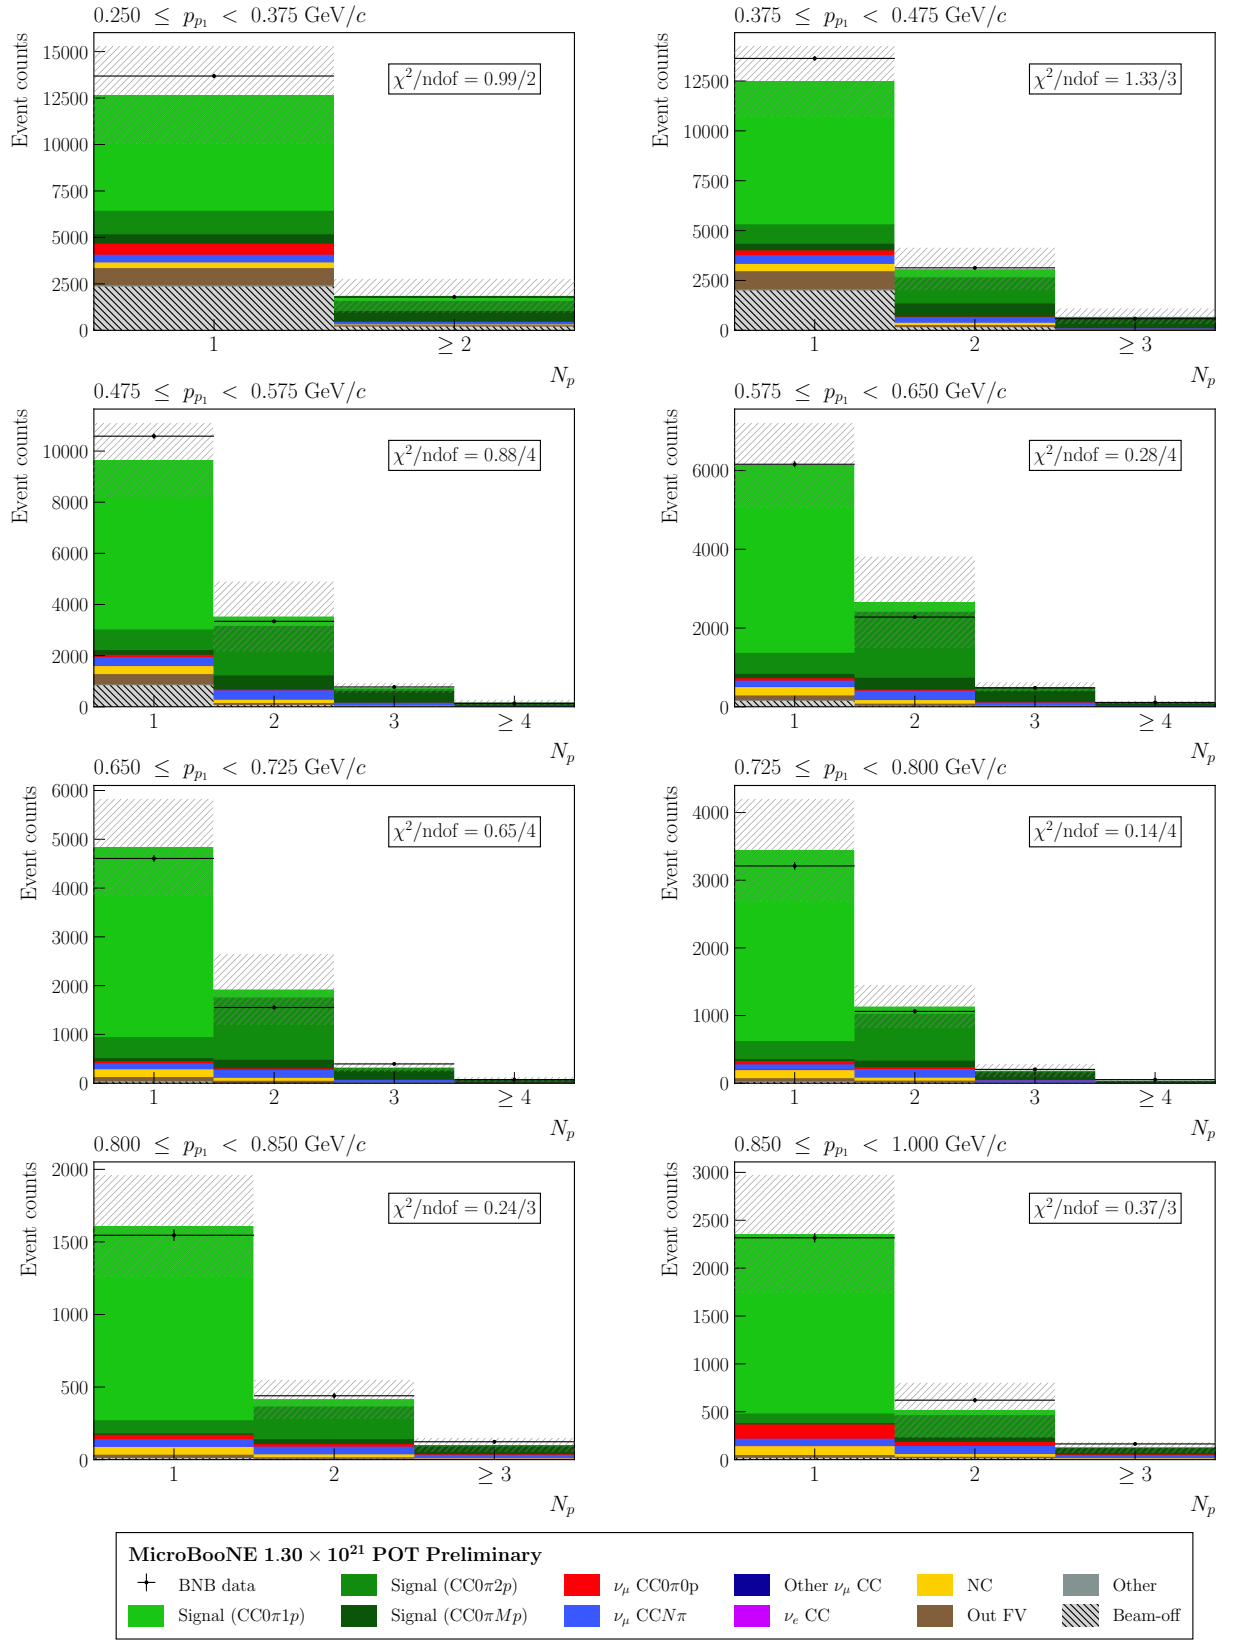 0.250 ≤ p_{p_1} < 0.375 GeV/c
Event counts
15000
12500
10000
7500
5000
2500
0
χ²/ndof = 0.99/2
1
≥ 2
N_p
0.375 ≤ p_{p_1} < 0.475 GeV/c
Event counts
12500
10000
7500
5000
2500
0
χ²/ndof = 1.33/3
1
2
≥ 3
N_p
0.475 ≤ p_{p_1} < 0.575 GeV/c
Event counts
10000
8000
6000
4000
2000
0
χ²/ndof = 0.88/4
1
2
3
≥ 4
N_p
0.575 ≤ p_{p_1} < 0.650 GeV/c
Event counts
6000
4000
2000
0
χ²/ndof = 0.28/4
1
2
3
≥ 4
N_p
0.650 ≤ p_{p_1} < 0.725 GeV/c
Event counts
6000
5000
4000
3000
2000
1000
0
χ²/ndof = 0.65/4
1
2
3
≥ 4
N_p
0.725 ≤ p_{p_1} < 0.800 GeV/c
Event counts
4000
3000
2000
1000
0
χ²/ndof = 0.14/4
1
2
3
≥ 4
N_p
0.800 ≤ p_{p_1} < 0.850 GeV/c
Event counts
2000
1500
1000
500
0
χ²/ndof = 0.24/3
1
2
≥ 3
N_p
0.850 ≤ p_{p_1} < 1.000 GeV/c
Event counts
3000
2500
2000
1500
1000
500
0
χ²/ndof = 0.37/3
1
2
≥ 3
N_p
MicroBooNE 1.30 × 10²¹ POT Preliminary
BNB data
Signal (CC0π1p)
Signal (CC0π2p)
Signal (CC0πMp)
ν_μ CC0π0p
ν_μ CCNπ
Other ν_μ CC
ν_e CC
NC
Out FV
Other
Beam-off